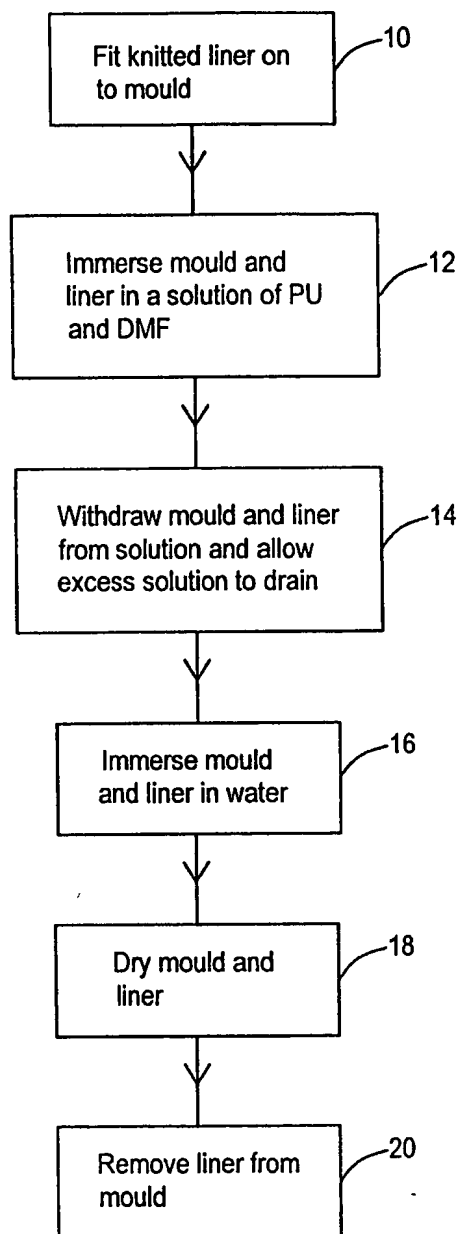 Fit knitted liner on
to mould
10
Immerse mould and
liner in a solution of PU
and DMF
12
Withdraw mould and liner
from solution and allow
excess solution to drain
14
Immerse mould
and liner in water
16
Dry mould and
liner
18
Remove liner from
mould
20